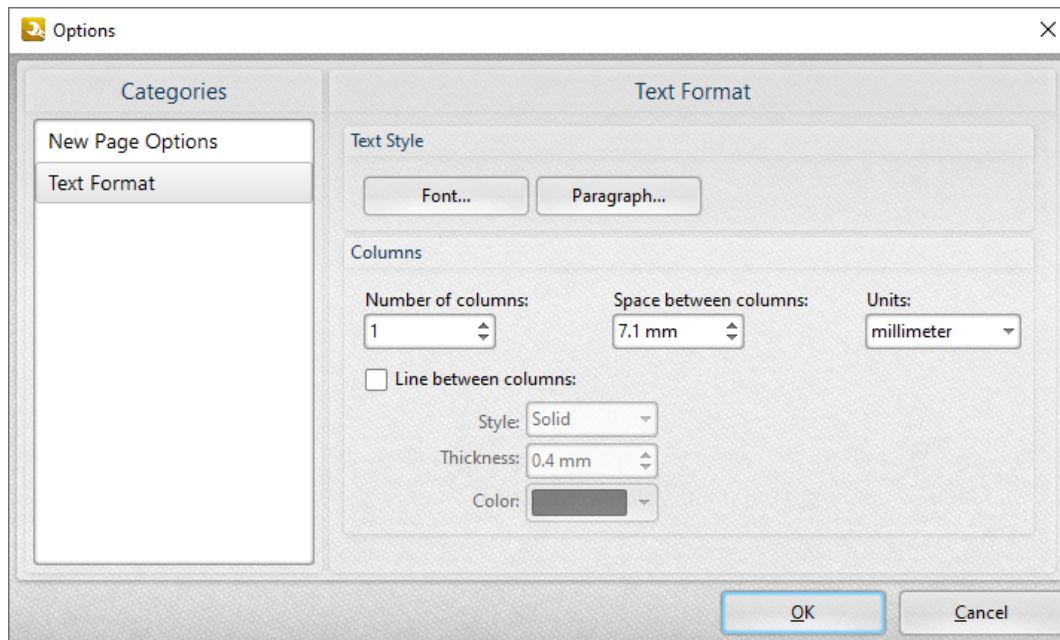 Options
Categories
New Page Options
Text Format
Text Format
Text Style
Font...
Paragraph...
Columns
Number of columns:
Space between columns:
Units:
1
7.1 mm
millimeter
Line between columns:
Style: Solid
Thickness: 0.4 mm
Color:
OK
Cancel